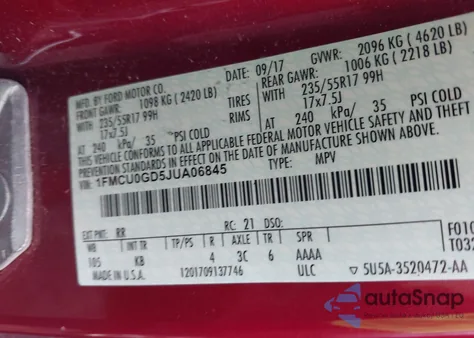 MFD. BY FORD MOTOR CO. DATE 09/17 GVWR: 2096 KG ( 4620 LB)
FRONT GAWR: 1098 KG ( 2420 LB) REAR GAWR: 1006 KG ( 2218 LB)
WITH 235/55R17 99H TIRES WITH 235/55R17 99H
17x7.5J RIMS 17x7.5J
AT 240 kPa/ 35 PSI COLD AT 240 kPa/ 35 PSI COLD
THIS VEHICLE CONFORMS TO ALL APPLICABLE FEDERAL MOTOR VEHICLE SAFETY AND THEFT
PREVENTION STANDARDS IN EFFECT ON THE DATE OF MANUFACTURE SHOWN ABOVE.
1FMCU0GD5JUA06845 TYPE: MPV
EXT PNT: RR RC: 21 DSO:
WB INT TR TP/PS R AXLE TR SPR
105 KB 4 3C 6 AAAA
MADE IN U.S.A. 1201709137746 ULC 5U5A-3520472-AA
autoSnap